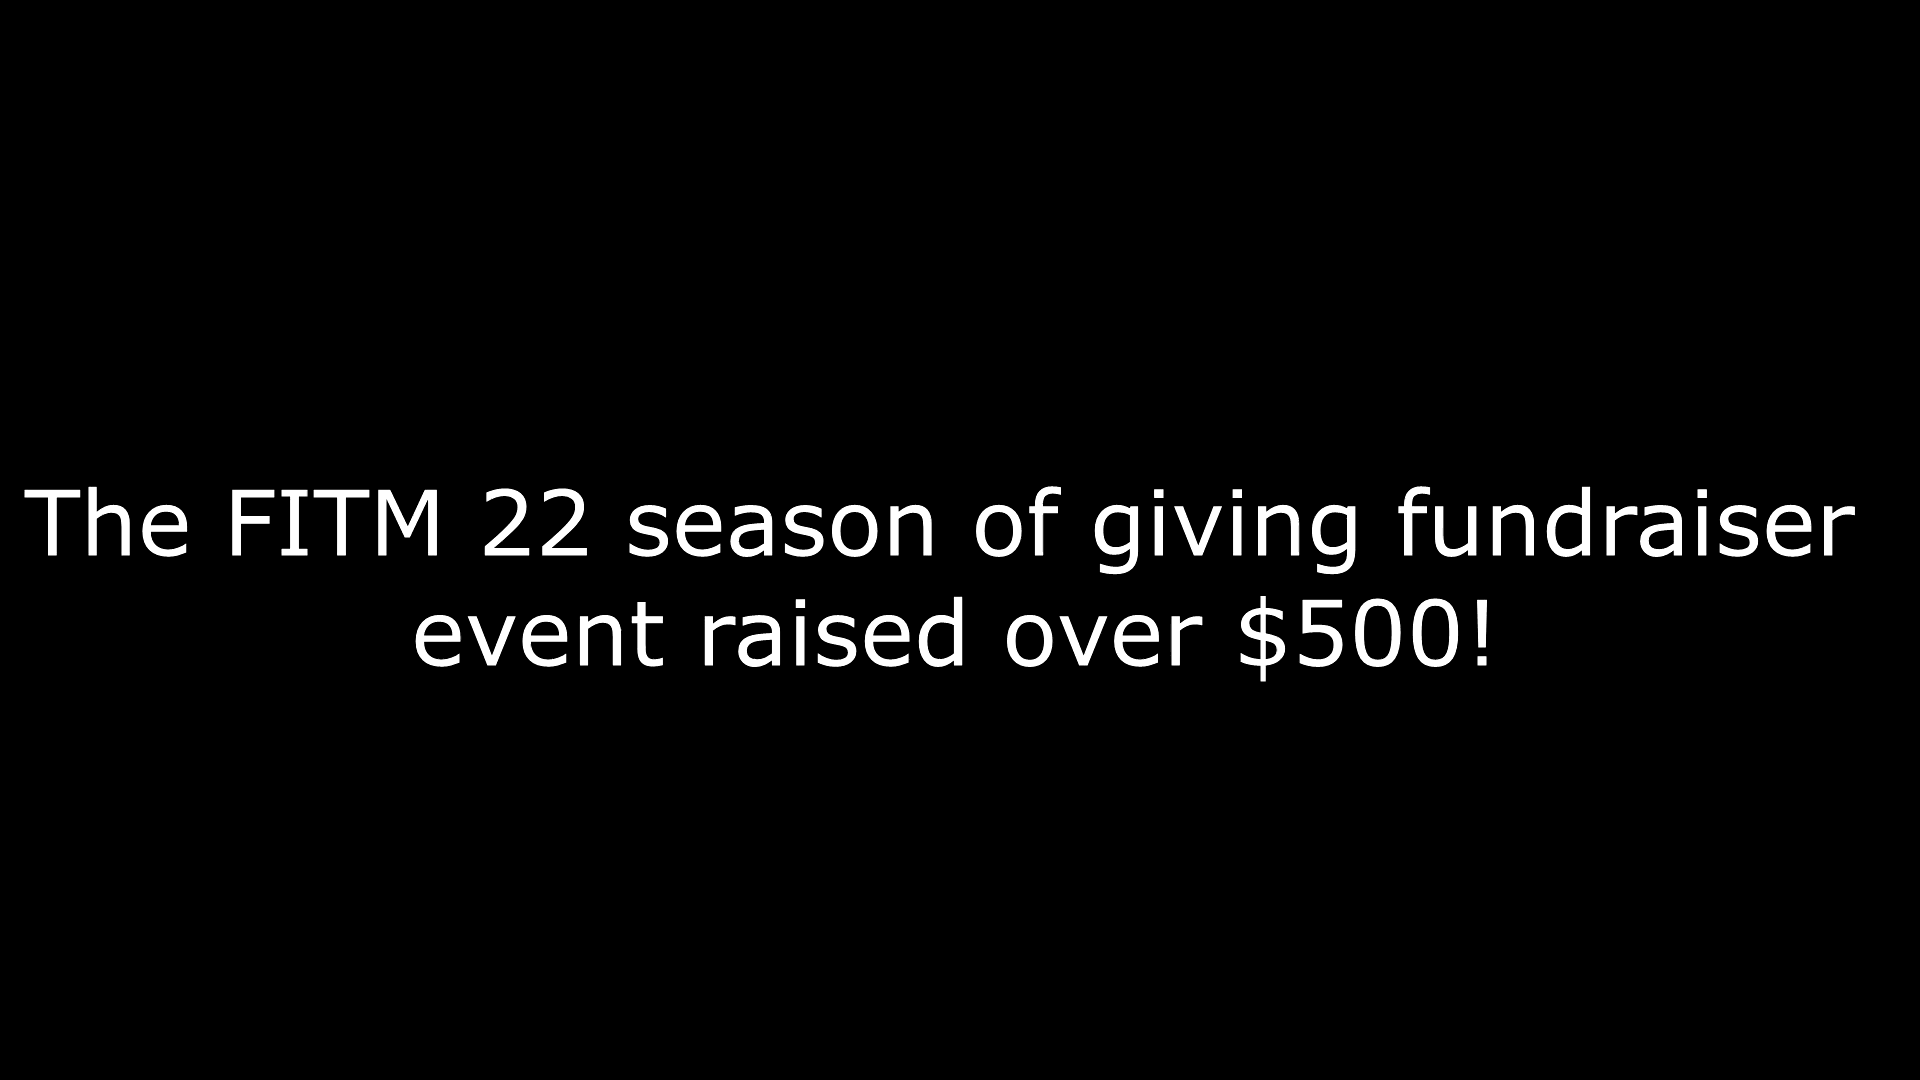 The FITM 22 season of giving fundraiser
event raised over $500!